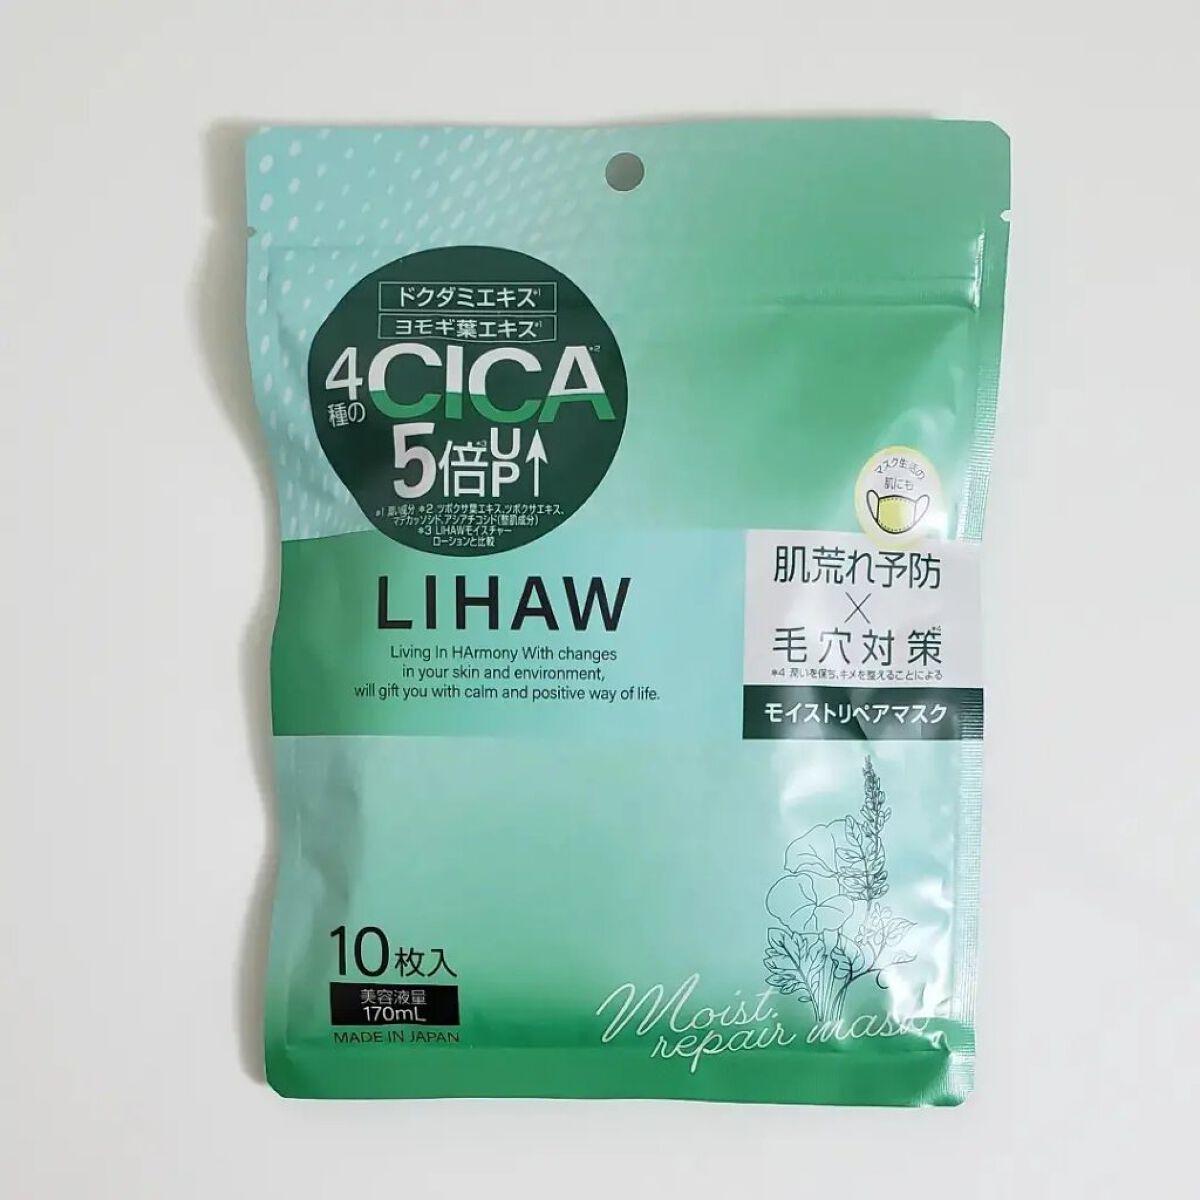 ドクダミエキス*1
ヨモギ葉エキス*1
4種のCICA*2
5倍*3UP↑
*1 潤い成分 *2 ツボクサ葉エキス、ツボクサエキス、
マデカッソシド、アシアチコシド(整肌成分)
*3 LIHAWモイスチャー
ローションと比較
マスク生活の
肌にも
肌荒れ予防
×
毛穴対策*4
*4 潤いを保ち、キメを整えることによる
モイストリペアマスク
LIHAW
Living In HArmony With changes
in your skin and environment,
will gift you with calm and positive way of life.
10枚入
美容液量
170mL
MADE IN JAPAN
Moist
repair mask